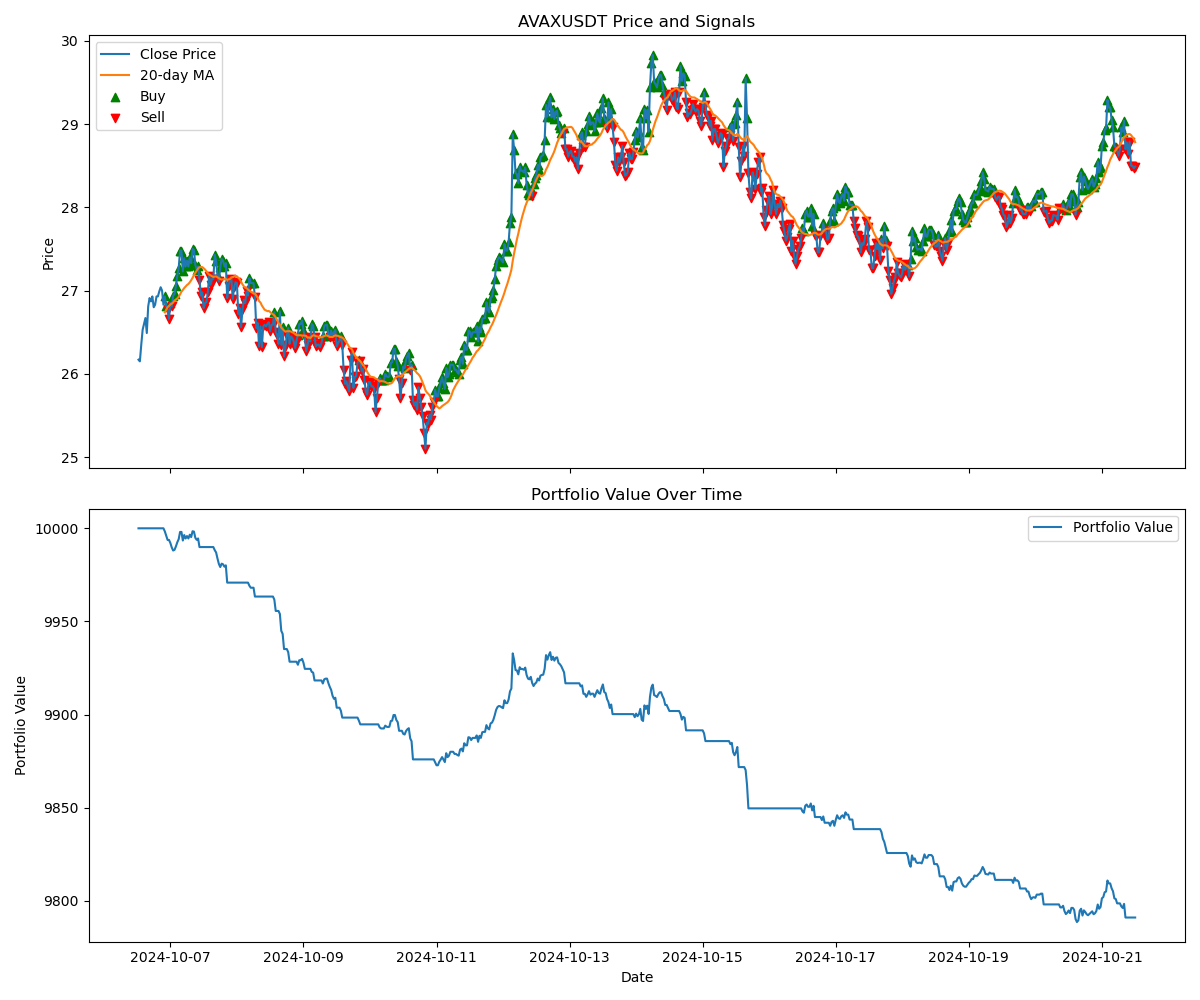 AVAXUSDT Price and Signals
Close Price
20-day MA
Buy
Sell
30
29
28
27
26
25
Price
Portfolio Value Over Time
Portfolio Value
10000
9950
9900
9850
9800
Portfolio Value
2024-10-07 2024-10-09 2024-10-11 2024-10-13 2024-10-15 2024-10-17 2024-10-19 2024-10-21
Date